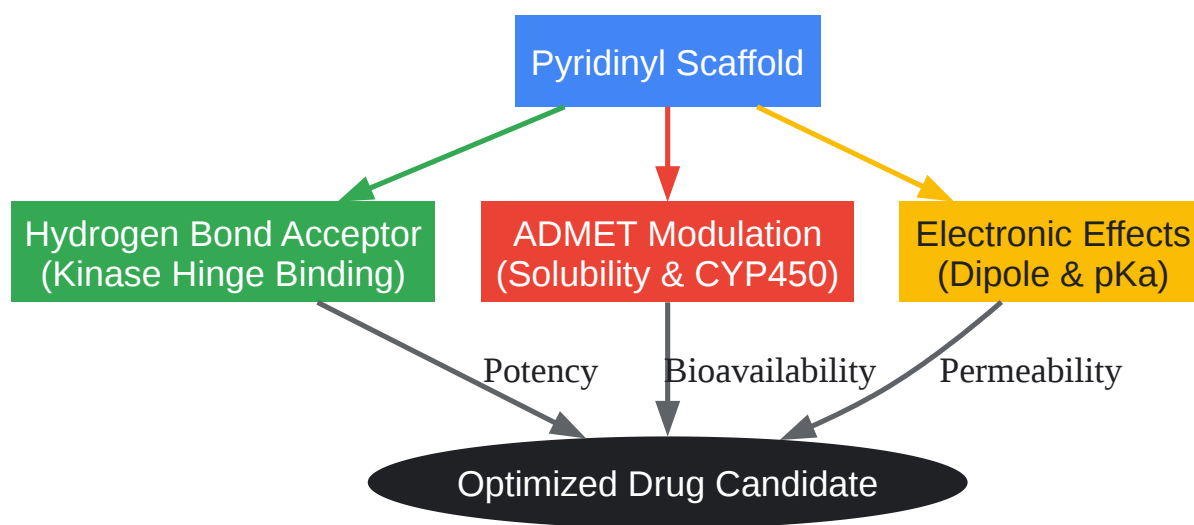 Pyridinyl Scaffold
Hydrogen Bond Acceptor
(Kinase Hinge Binding)
ADMET Modulation
(Solubility & CYP450)
Electronic Effects
(Dipole & pKa)
Potency
Bioavailability
Permeability
Optimized Drug Candidate